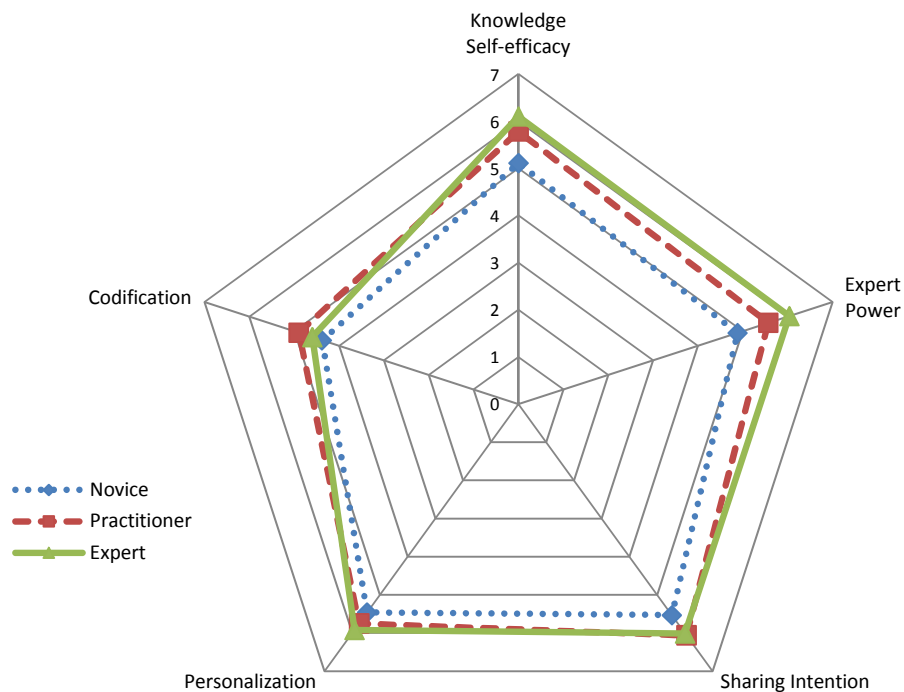 Knowledge
Self-efficacy
7
6
5
4
3
2
1
0
Expert
Power
Codification
Novice
Practitioner
Expert
Personalization
Sharing Intention